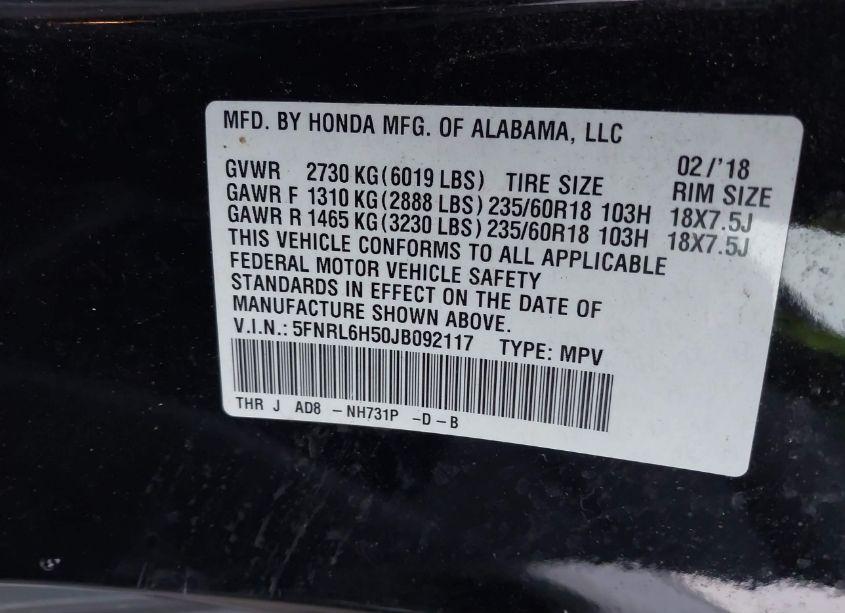 MFD. BY HONDA MFG. OF ALABAMA, LLC
02/'18
GVWR 2730 KG(6019 LBS) TIRE SIZE RIM SIZE
GAWR F 1310 KG(2888 LBS) 235/60R18 103H 18X7.5J
GAWR R 1465 KG(3230 LBS) 235/60R18 103H 18X7.5J
THIS VEHICLE CONFORMS TO ALL APPLICABLE
FEDERAL MOTOR VEHICLE SAFETY
STANDARDS IN EFFECT ON THE DATE OF
MANUFACTURE SHOWN ABOVE.
V.I.N.: 5FNRL6H50JB092117 TYPE: MPV
THR J AD8 - NH731P -D-B